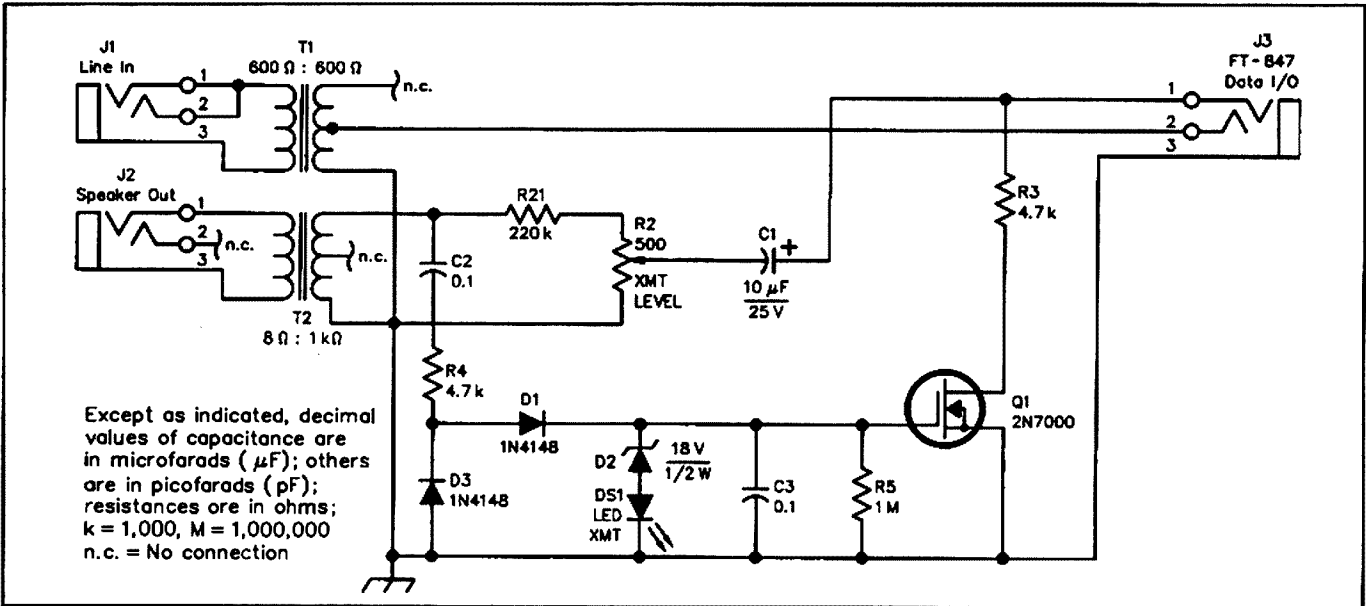 J1
Line In
1
2
3
T1
600 Ω : 600 Ω
n.c.
J3
FT-847
Data I/O
1
2
3
J2
Speaker Out
1
2
n.c.
3
n.c.
T2
8 Ω : 1 kΩ
R21
220 k
C2
0.1
R2
500
XMT
LEVEL
C1
+
10 μF
25 V
R3
4.7 k
R4
4.7 k
D1
1N4148
D3
1N4148
D2
18 V
1/2 W
DS1
LED
XMT
C3
0.1
R5
1 M
Q1
2N7000
Except as indicated, decimal
values of capacitance are
in microfarads ( μF); others
are in picofarads ( pF);
resistances ore in ohms;
k = 1,000, M = 1,000,000
n.c. = No connection